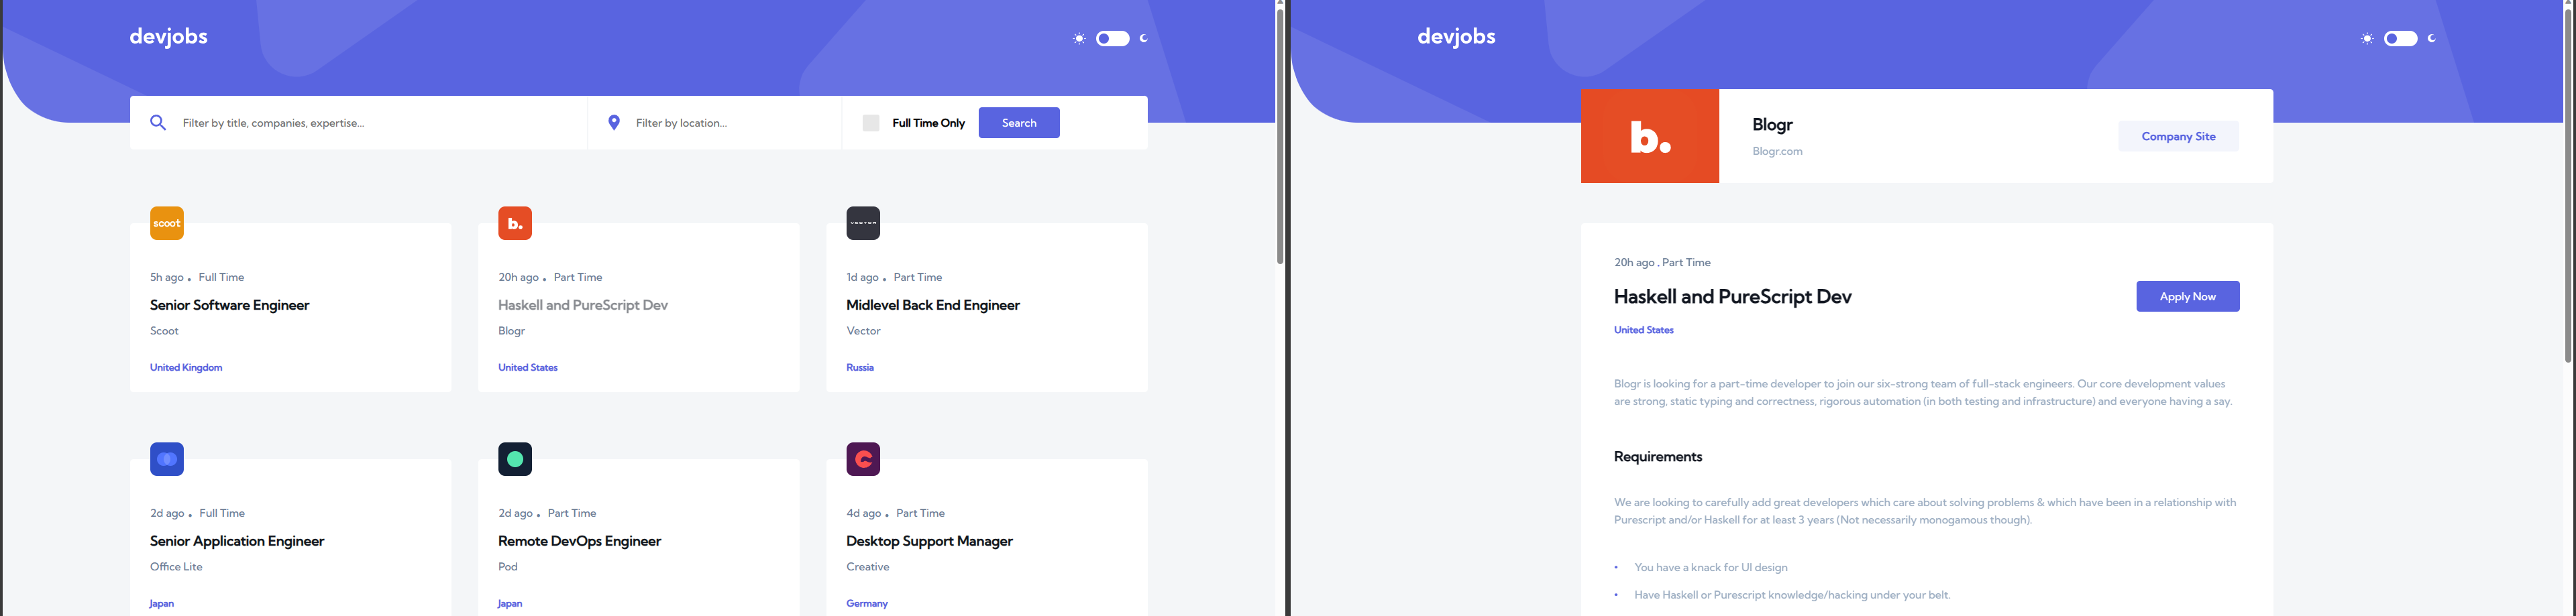 devjobs
Filter by title, companies, expertise...
Filter by location...
Full Time Only
Search
scoot
b.
VECTOR
5h ago . Full Time
20h ago . Part Time
1d ago . Part Time
Senior Software Engineer
Haskell and PureScript Dev
Midlevel Back End Engineer
Scoot
Blogr
Vector
United Kingdom
United States
Russia
2d ago . Full Time
2d ago . Part Time
4d ago . Part Time
Senior Application Engineer
Remote DevOps Engineer
Desktop Support Manager
Office Lite
Pod
Creative
Japan
Japan
Germany
devjobs
b.
Blogr
Blogr.com
Company Site
20h ago . Part Time
Haskell and PureScript Dev
Apply Now
United States
Blogr is looking for a part-time developer to join our six-strong team of full-stack engineers. Our core development values
are strong, static typing and correctness, rigorous automation (in both testing and infrastructure) and everyone having a say.
Requirements
We are looking to carefully add great developers which care about solving problems & which have been in a relationship with
Purescript and/or Haskell for at least 3 years (Not necessarily monogamous though).
• You have a knack for UI design
• Have Haskell or Purescript knowledge/hacking under your belt.